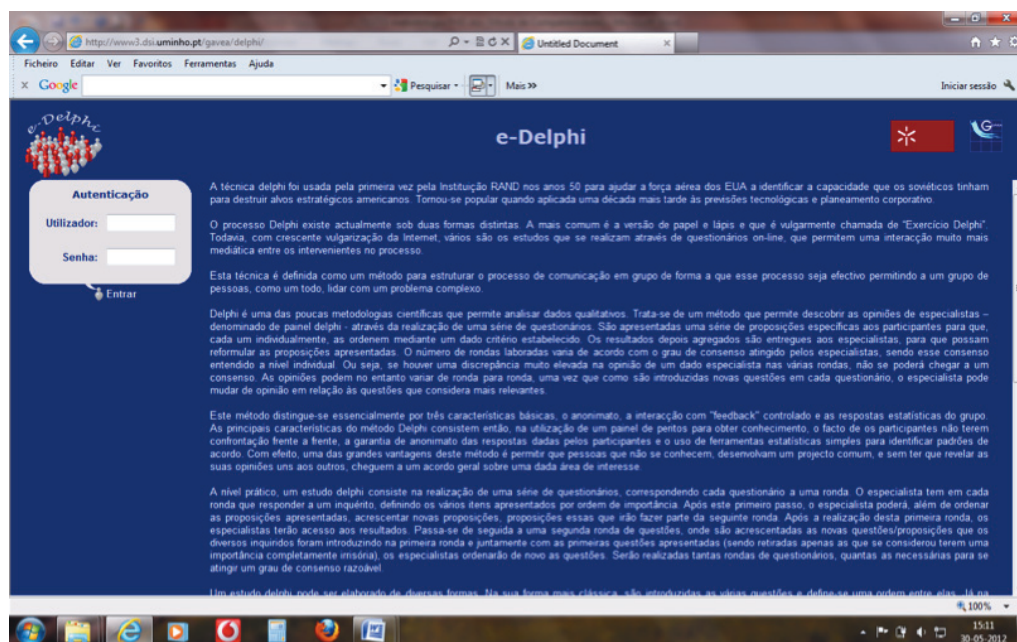 http://www3.dsi.uminho.pt/gavea/delphi/
Untitled Document
Ficheiro Editar Ver Favoritos Ferramentas Ajuda
x Google
Pesquisar
Mais »
Iniciar sessão
e-Delphi
e-Delphi
G
Autenticação
Utilizador:
Senha:
Entrar
A técnica delphi foi usada pela primeira vez pela Instituição RAND nos anos 50 para ajudar a força aérea dos EUA a identificar a capacidade que os soviéticos tinham
para destruir alvos estratégicos americanos. Tornou-se popular quando aplicada uma década mais tarde às previsões tecnológicas e planeamento corporativo.
O processo Delphi existe actualmente sob duas formas distintas. A mais comum é a versão de papel e lápis e que é vulgarmente chamada de "Exercício Delphi".
Todavia, com crescente vulgarização da Internet, vários são os estudos que se realizam através de questionários on-line, que permitem uma interacção muito mais
mediática entre os intervenientes no processo.
Esta técnica é definida como um método para estruturar o processo de comunicação em grupo de forma a que esse processo seja efectivo permitindo a um grupo de
pessoas, como um todo, lidar com um problema complexo.
Delphi é uma das poucas metodologias científicas que permite analisar dados qualitativos. Trata-se de um método que permite descobrir as opiniões de especialistas –
denominado de painel delphi - através da realização de uma série de questionários. São apresentadas uma série de proposições específicas aos participantes para que,
cada um individualmente, as ordenem mediante um dado critério estabelecido. Os resultados depois agregados são entregues aos especialistas, para que possam
reformular as proposições apresentadas. O número de rondas laboradas varia de acordo com o grau de consenso atingido pelos especialistas, sendo esse consenso
entendido a nível individual. Ou seja, se houver uma discrepância muito elevada na opinião de um dado especialista nas várias rondas, não se poderá chegar a um
consenso. As opiniões podem no entanto variar de ronda para ronda, uma vez que como são introduzidas novas questões em cada questionário, o especialista pode
mudar de opinião em relação às questões que considera mais relevantes.
Este método distingue-se essencialmente por três características básicas, o anonimato, a interacção com "feedback" controlado e as respostas estatísticas do grupo.
As principais características do método Delphi consistem então, na utilização de um painel de peritos para obter conhecimento, o facto de os participantes não terem
confrontação frente a frente, a garantia de anonimato das respostas dadas pelos participantes e o uso de ferramentas estatísticas simples para identificar padrões de
acordo. Com efeito, uma das grandes vantagens deste método é permitir que pessoas que não se conhecem, desenvolvam um projecto comum, e sem ter que revelar as
suas opiniões uns aos outros, cheguem a um acordo geral sobre uma dada área de interesse.
A nível prático, um estudo delphi consiste na realização de uma série de questionários, correspondendo cada questionário a uma ronda. O especialista tem em cada
ronda que responder a um inquérito, definindo os vários itens apresentados por ordem de importância. Após este primeiro passo, o especialista poderá, além de ordenar
as proposições apresentadas, acrescentar novas proposições, proposições essas que irão fazer parte da seguinte ronda. Após a realização desta primeira ronda, os
especialistas terão acesso aos resultados. Passa-se de seguida a uma segunda ronda de questões, onde são acrescentadas as novas questões/proposições que os
diversos inquiridos foram introduzindo na primeira ronda e juntamente com as primeiras questões apresentadas (sendo retiradas apenas as que se considerou terem uma
importância completamente irrisória), os especialistas ordenarão de novo as questões. Serão realizadas tantas rondas de questionários, quantas as necessárias para se
atingir um grau de consenso razoável.
Um estudo delphi pode ser elaborado de diversas formas. Na sua forma mais clássica, são introduzidas as várias questões e define-se uma ordem entre elas. Já na
100%
15:11
30-05-2012